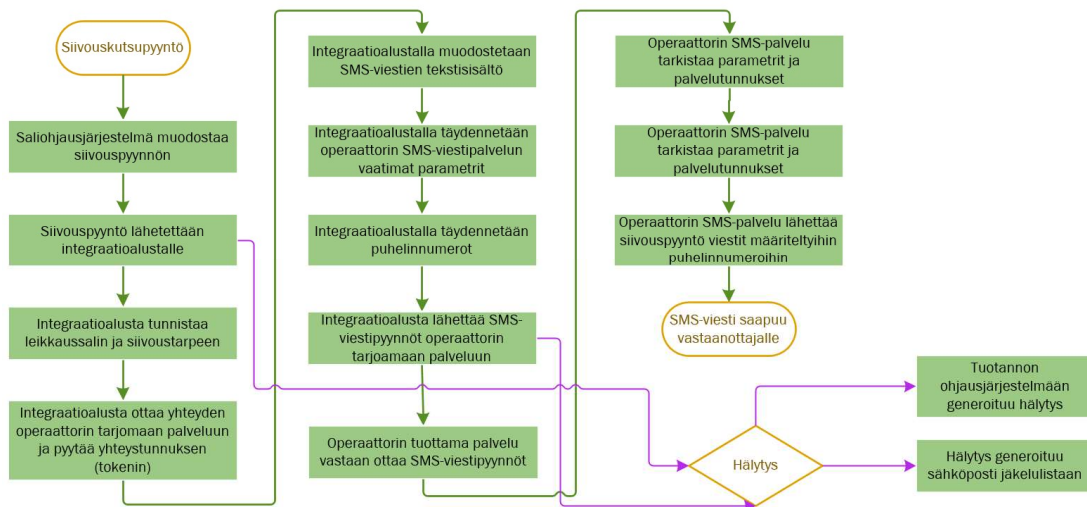 Siivouskutsupyyntö
Saliohjausjärjestelmä muodostaa
siivouspyynnön
Siivouspyyntö lähetettään
integraatioalustalle
Integraatioalusta tunnistaa
leikkaussalin ja siivoustarpeen
Integraatioalusta ottaa yhteyden
operaattorin tarjomaan palveluun
ja pyytää yhteystunnuksen
(tokenin)
Integraatioalustalla muodostetaan
SMS-viestien tekstisisältö
Integraatioalustalla täydennetään
operaattorin SMS-viestipalvelun
vaatimat parametrit
Integraatioalustalla täydennetään
puhelinnumerot
Integraatioalusta lähettää SMS-
viestipyynnöt operaattorin
tarjomaan palveluun
Operaattorin tuottama palvelu
vastaan ottaa SMS-viestipyynnöt
Operaattorin SMS-palvelu
tarkistaa parametrit ja
palvelutunnukset
Operaattorin SMS-palvelu
tarkistaa parametrit ja
palvelutunnukset
Operaattorin SMS-palvelu lähettää
siivouspyyntö viestit määriteltyihin
puhelinnumeroihin
SMS-viesti saapuu
vastaanottajalle
Hälytys
Tuotannon
ohjausjärjestelmään
generoituu hälytys
Hälytys generoituu
sähköposti jäkelulistaan